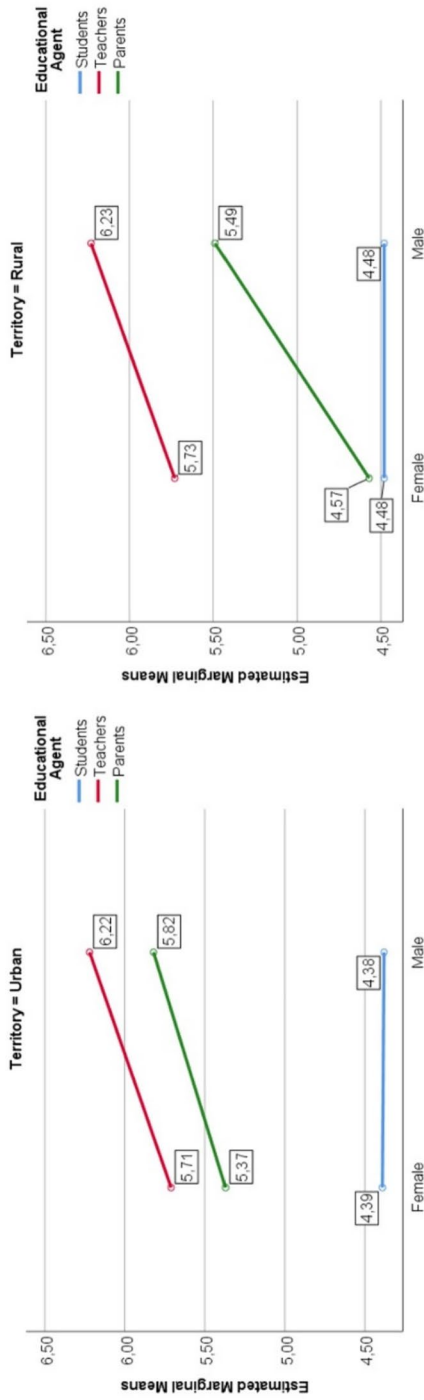 Territory = Urban
Educational
Agent
Students
Teachers
Parents
Estimated Marginal Means
6,50
6,00
5,50
5,00
4,50
5,71
6,22
5,37
5,82
4,39
4,38
Female
Male
Territory = Rural
Educational
Agent
Students
Teachers
Parents
Estimated Marginal Means
6,50
6,00
5,50
5,00
4,50
5,73
6,23
4,57
5,49
4,48
4,48
Female
Male